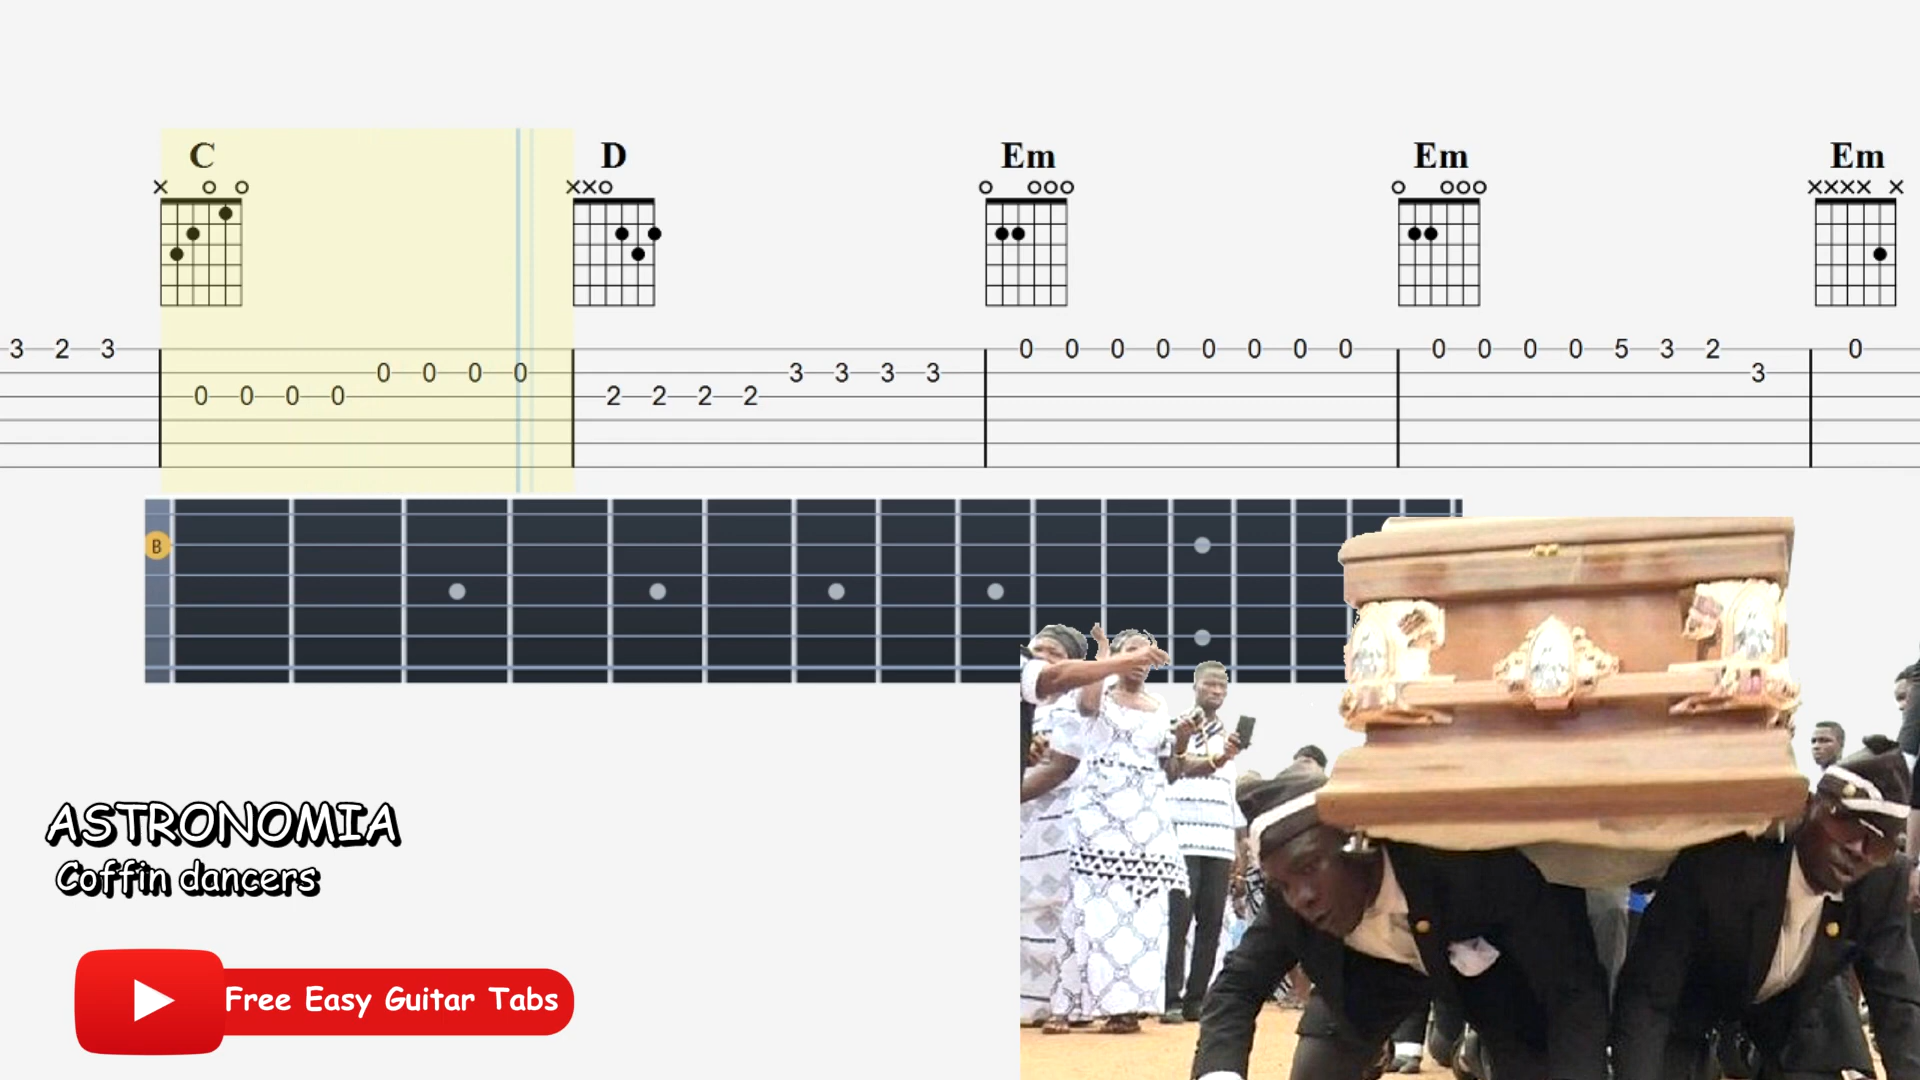 C D Em Em Em
× o o ××o o ooo o ooo ×××× ×
3 2 3 0 0 0 0 0 0 0 0 0 0 0 0 5 3 2 0
0 0 0 0 3 3 3 3 3
0 0 0 0 2 2 2 2
B
ASTRONOMIA
Coffin dancers
Free Easy Guitar Tabs